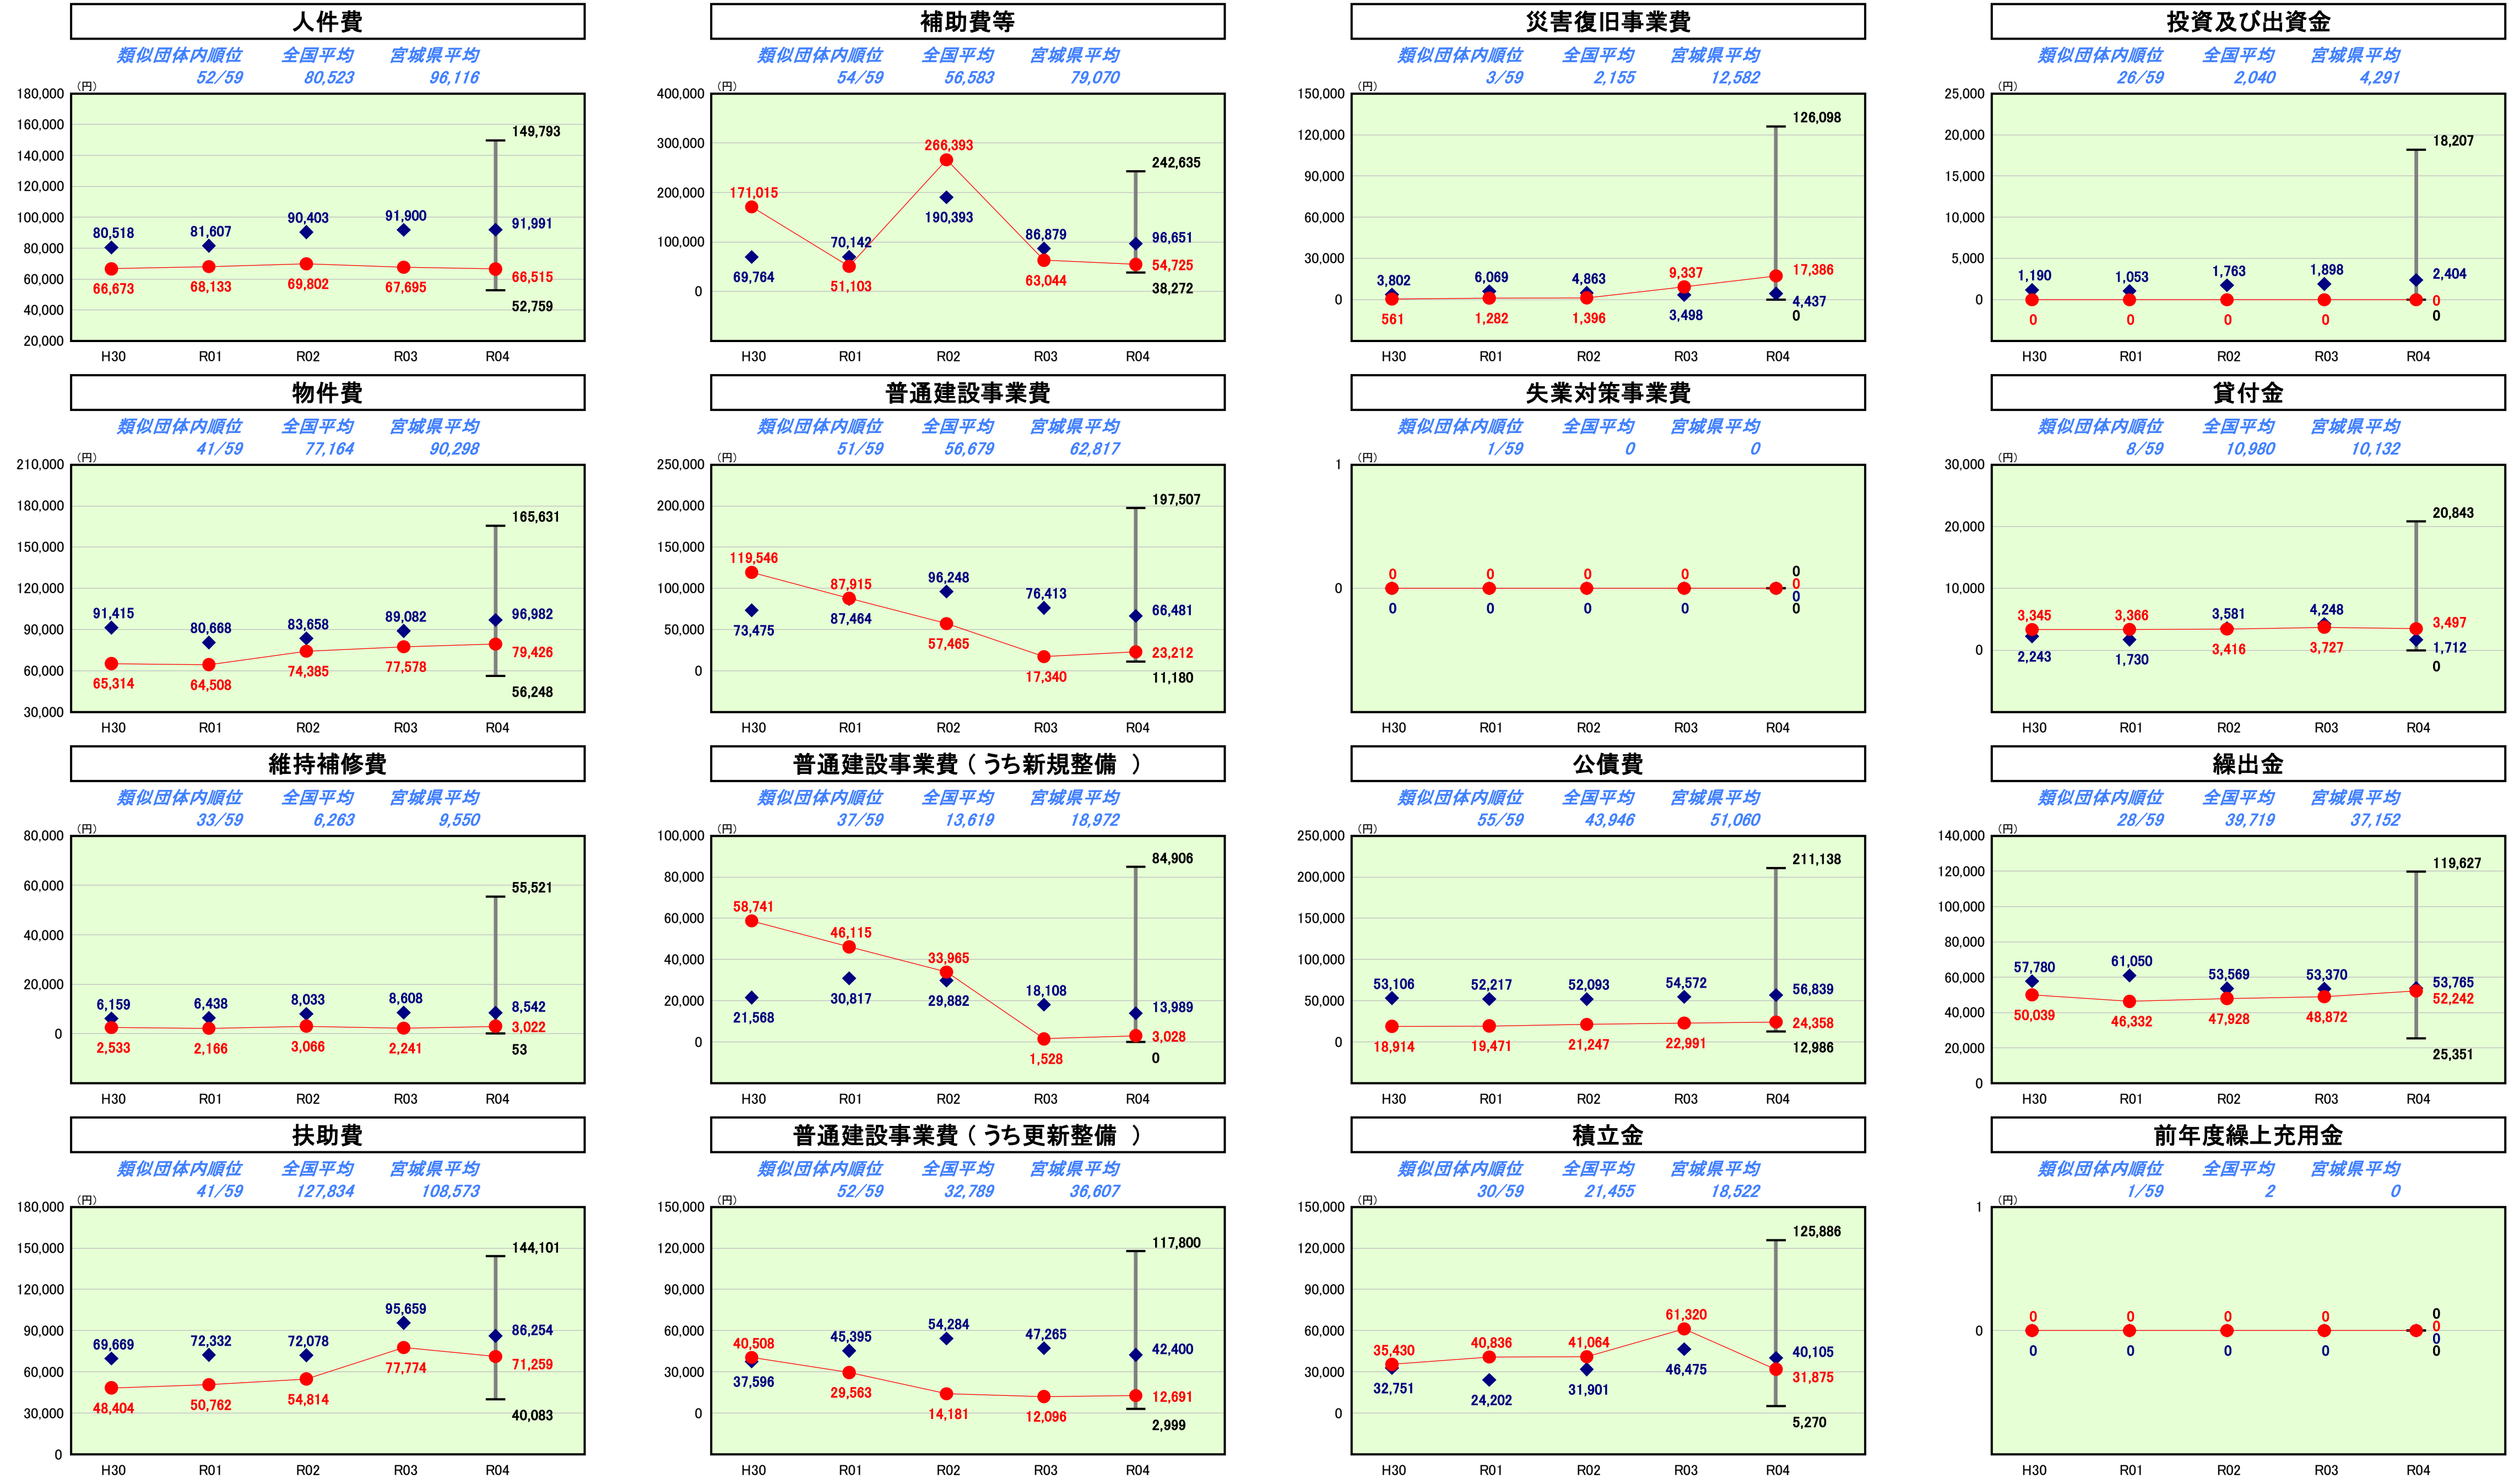 人件費
類似団体内順位 全国平均 宮城県平均
52/59 80,523 96,116
(円)
180,000
160,000
140,000
120,000
100,000
80,000
60,000
40,000
20,000
149,793
80,518 81,607 90,403 91,900 91,991
66,673 68,133 69,802 67,695 66,515
52,759
H30 R01 R02 R03 R04
補助費等
類似団体内順位 全国平均 宮城県平均
54/59 56,583 79,070
(円)
400,000
300,000
200,000
100,000
0
242,635
171,015 51,103 266,393 63,044 54,725
69,764 70,142 190,393 86,879 96,651
38,272
H30 R01 R02 R03 R04
災害復旧事業費
類似団体内順位 全国平均 宮城県平均
3/59 2,155 12,582
(円)
150,000
120,000
90,000
60,000
30,000
0
126,098
3,802 6,069 4,863 3,498 4,437
561 1,282 1,396 9,337 17,386
0
H30 R01 R02 R03 R04
投資及び出資金
類似団体内順位 全国平均 宮城県平均
26/59 2,040 4,291
(円)
25,000
20,000
15,000
10,000
5,000
0
18,207
1,190 1,053 1,763 1,898 2,404
0 0 0 0 0
0
H30 R01 R02 R03 R04
物件費
類似団体内順位 全国平均 宮城県平均
41/59 77,164 90,298
(円)
210,000
180,000
150,000
120,000
90,000
60,000
30,000
165,631
91,415 80,668 83,658 89,082 96,982
65,314 64,508 74,385 77,578 79,426
56,248
H30 R01 R02 R03 R04
普通建設事業費
類似団体内順位 全国平均 宮城県平均
51/59 56,679 62,817
(円)
250,000
200,000
150,000
100,000
50,000
0
197,507
119,546 87,915 57,465 17,340 23,212
73,475 87,464 96,248 76,413 66,481
11,180
H30 R01 R02 R03 R04
失業対策事業費
類似団体内順位 全国平均 宮城県平均
1/59 0 0
(円)
1
0
0
0 0 0 0 0
0 0 0 0 0
0
H30 R01 R02 R03 R04
貸付金
類似団体内順位 全国平均 宮城県平均
8/59 10,980 10,132
(円)
30,000
20,000
10,000
0
20,843
3,345 3,366 3,416 3,727 3,497
2,243 1,730 3,581 4,248 1,712
0
H30 R01 R02 R03 R04
維持補修費
類似団体内順位 全国平均 宮城県平均
33/59 6,263 9,550
(円)
80,000
60,000
40,000
20,000
0
55,521
6,159 6,438 8,033 8,608 8,542
2,533 2,166 3,066 2,241 3,022
53
H30 R01 R02 R03 R04
普通建設事業費（うち新規整備　）
類似団体内順位 全国平均 宮城県平均
37/59 13,619 18,972
(円)
100,000
80,000
60,000
40,000
20,000
0
84,906
58,741 46,115 33,965 1,528 3,028
21,568 30,817 29,882 18,108 13,989
0
H30 R01 R02 R03 R04
公債費
類似団体内順位 全国平均 宮城県平均
55/59 43,946 51,060
(円)
250,000
200,000
150,000
100,000
50,000
0
211,138
53,106 52,217 52,093 54,572 56,839
18,914 19,471 21,247 22,991 24,358
12,986
H30 R01 R02 R03 R04
繰出金
類似団体内順位 全国平均 宮城県平均
28/59 39,719 37,152
(円)
140,000
120,000
100,000
80,000
60,000
40,000
20,000
0
119,627
57,780 61,050 53,569 53,370 53,765
50,039 46,332 47,928 48,872 52,242
25,351
H30 R01 R02 R03 R04
扶助費
類似団体内順位 全国平均 宮城県平均
41/59 127,834 108,573
(円)
180,000
150,000
120,000
90,000
60,000
30,000
0
144,101
69,669 72,332 72,078 95,659 86,254
48,404 50,762 54,814 77,774 71,259
40,083
H30 R01 R02 R03 R04
普通建設事業費（うち更新整備　）
類似団体内順位 全国平均 宮城県平均
52/59 32,789 36,607
(円)
150,000
120,000
90,000
60,000
30,000
0
117,800
40,508 29,563 14,181 12,096 12,691
37,596 45,395 54,284 47,265 42,400
2,999
H30 R01 R02 R03 R04
積立金
類似団体内順位 全国平均 宮城県平均
30/59 21,455 18,522
(円)
150,000
120,000
90,000
60,000
30,000
0
125,886
35,430 40,836 41,064 61,320 31,875
32,751 24,202 31,901 46,475 40,105
5,270
H30 R01 R02 R03 R04
前年度繰上充用金
類似団体内順位 全国平均 宮城県平均
1/59 2 0
(円)
1
0
0
0 0 0 0 0
0 0 0 0 0
0
H30 R01 R02 R03 R04